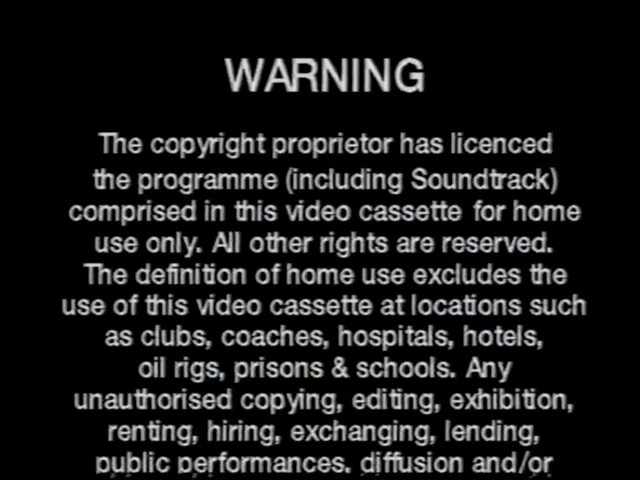 WARNING
The copyright proprietor has licenced
the programme (including Soundtrack)
comprised in this video cassette for home
use only. All other rights are reserved.
The definition of home use excludes the
use of this video cassette at locations such
as clubs, coaches, hospitals, hotels,
oil rigs, prisons & schools. Any
unauthorised copying, editing, exhibition,
renting, hiring, exchanging, lending,
public performances, diffusion and/or